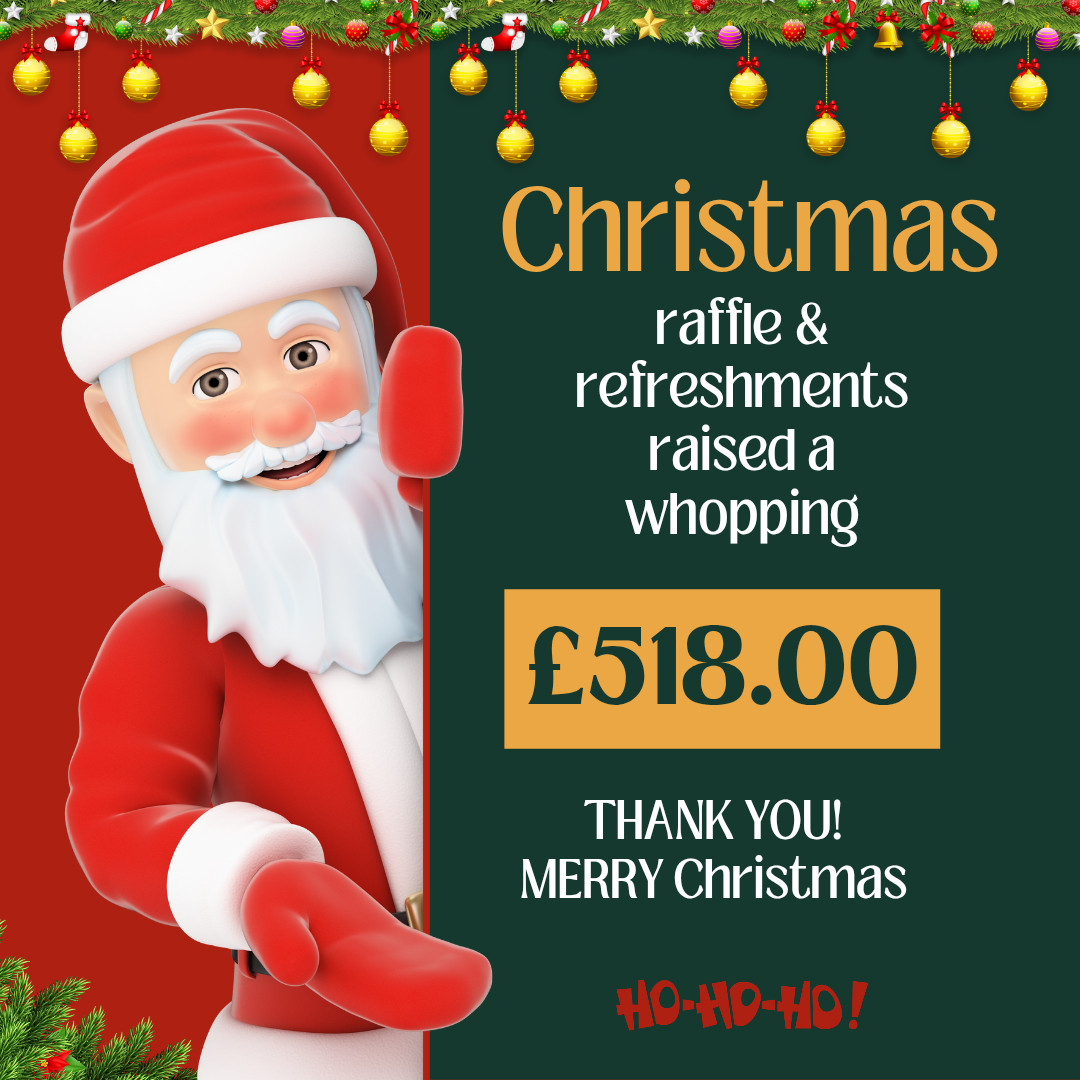 Christmas
raffle &
refreshments
raised a
whopping
£518.00
THANK YOU!
MERRY Christmas
HO-HO-HO!